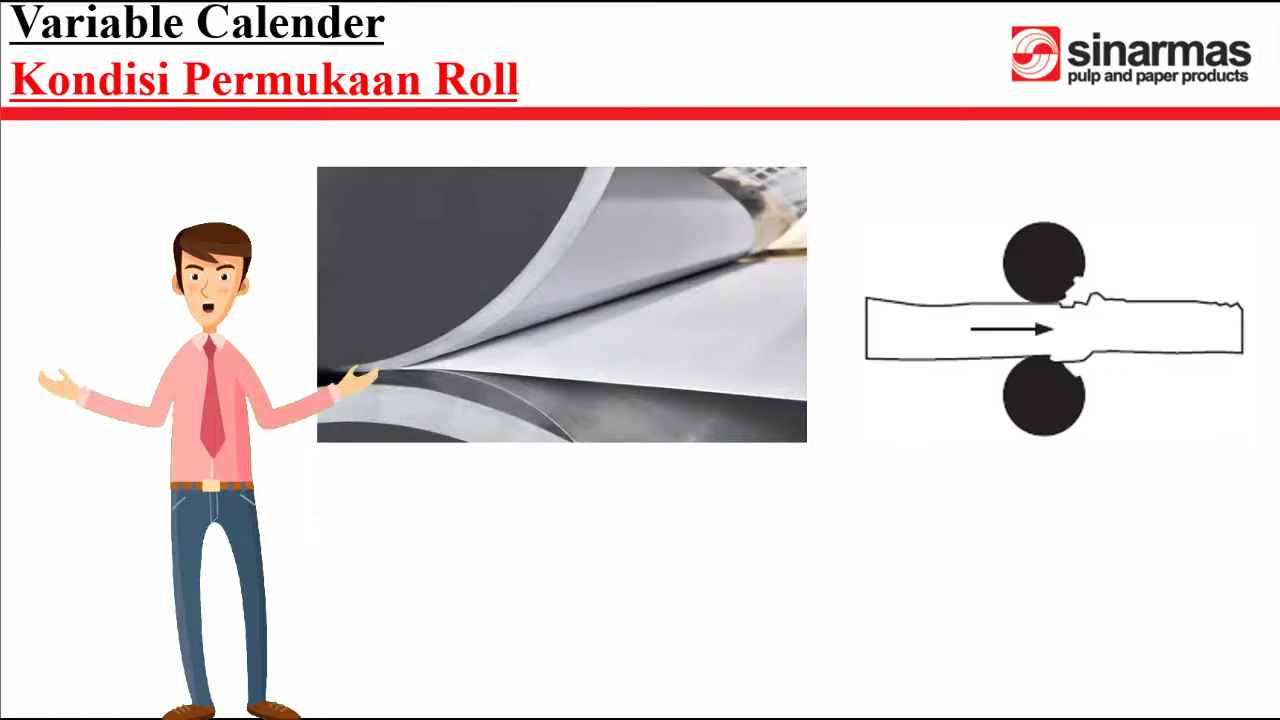 Variable Calender
Kondisi Permukaan Roll
sinarmas
pulp and paper products